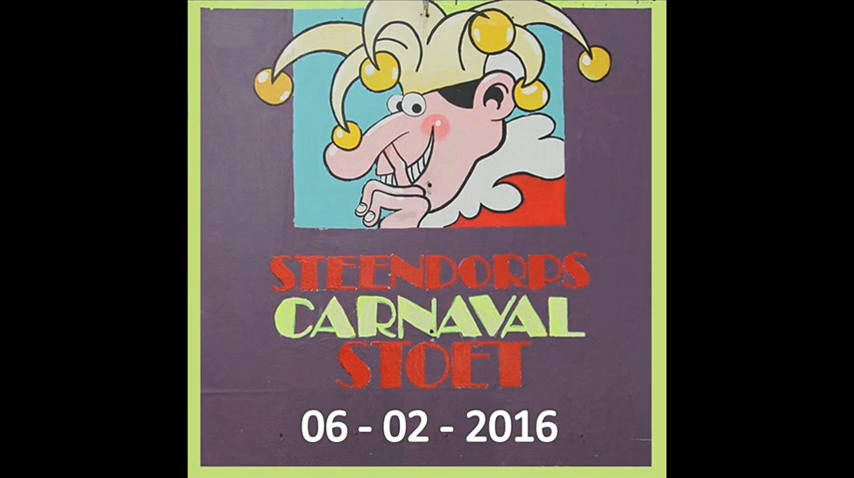 STEENDORPS
CARNAVAL
STOET
06 - 02 - 2016